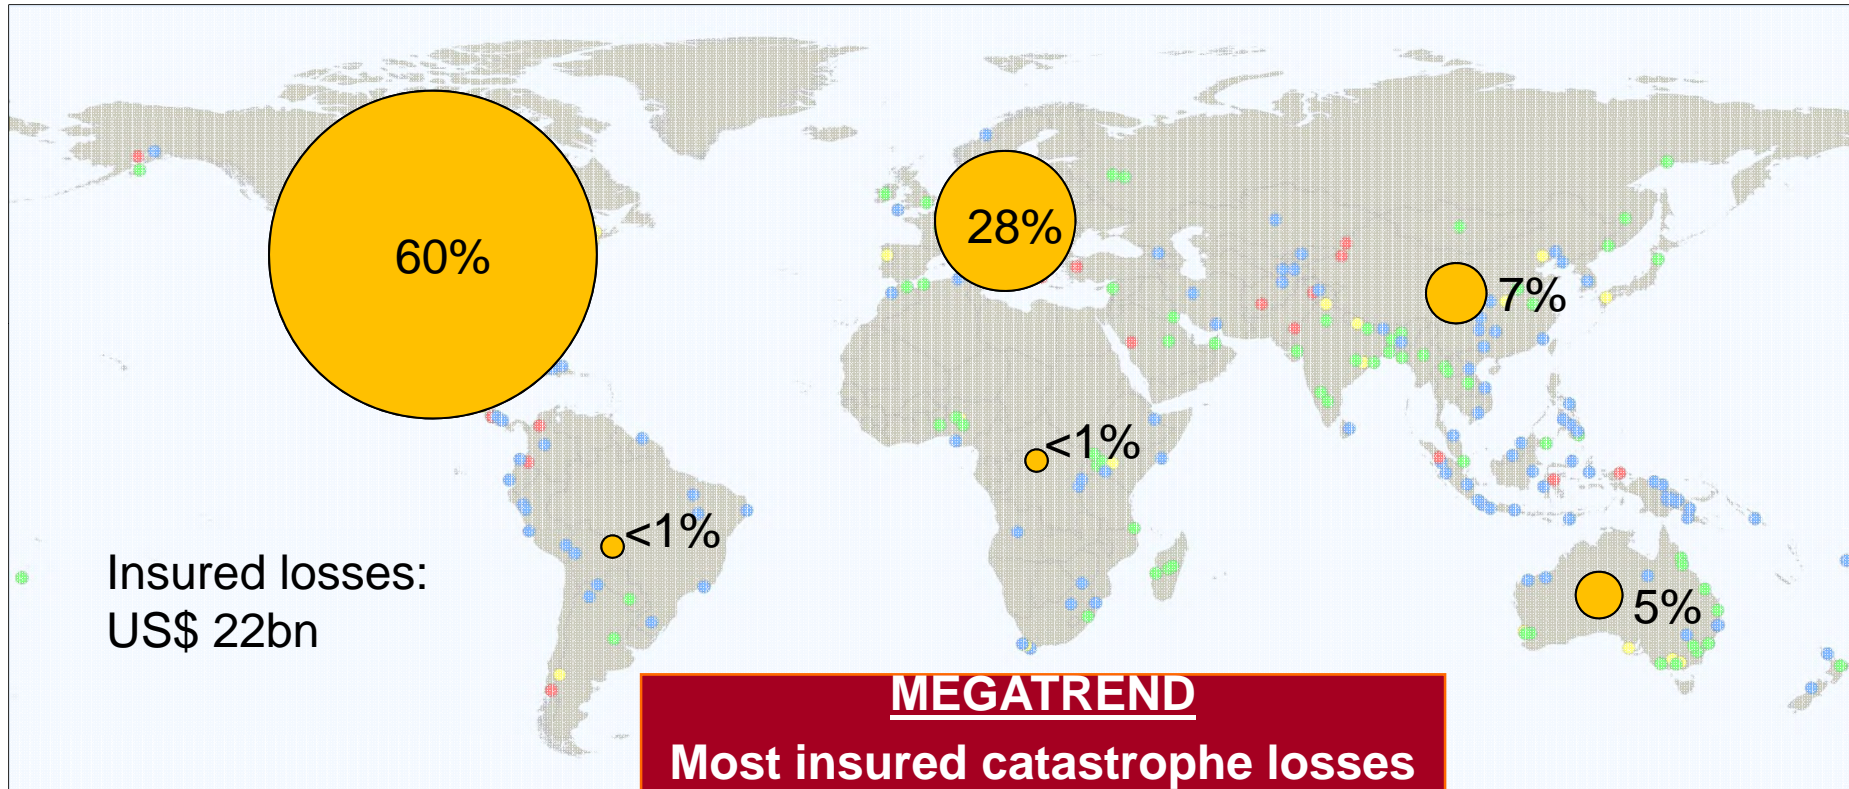 60%
28%
7%
<1%
<1%
5%
Insured losses:
US$ 22bn
MEGATREND
Most insured catastrophe losses